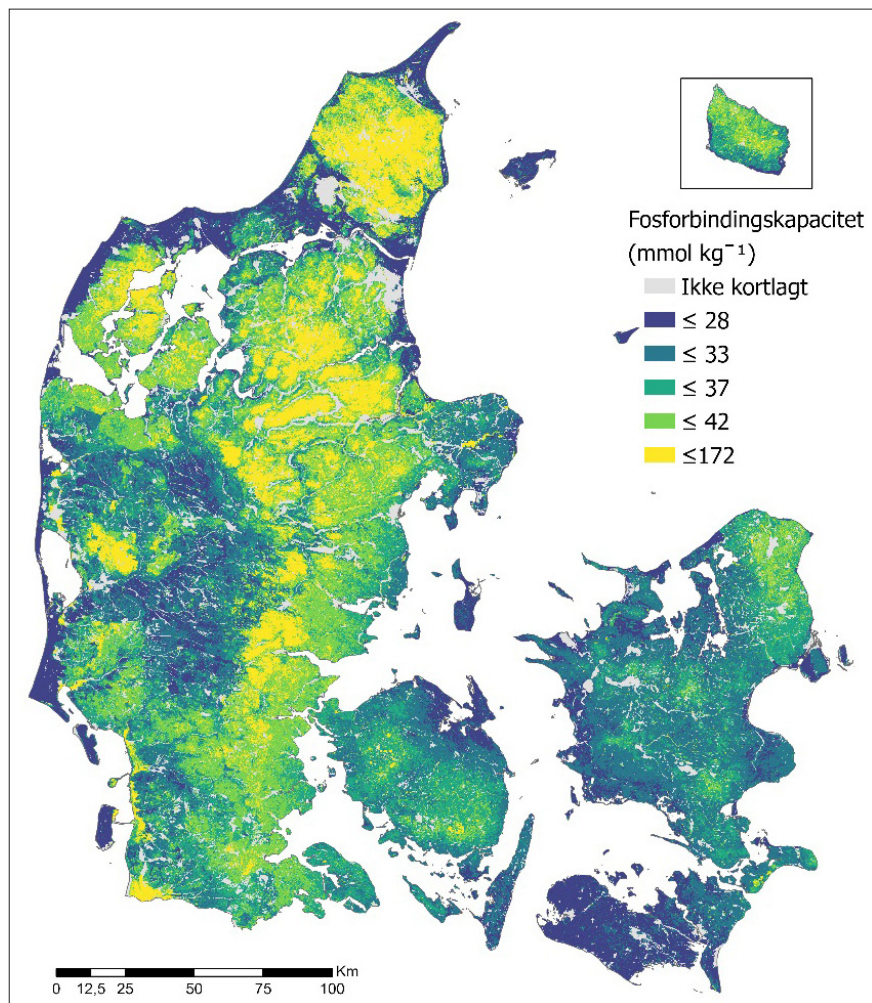 Fosforbindingskapacitet
(mmol kg⁻¹)
Ikke kortlagt
≤ 28
≤ 33
≤ 37
≤ 42
≤172
Km
0 12,5 25 50 75 100